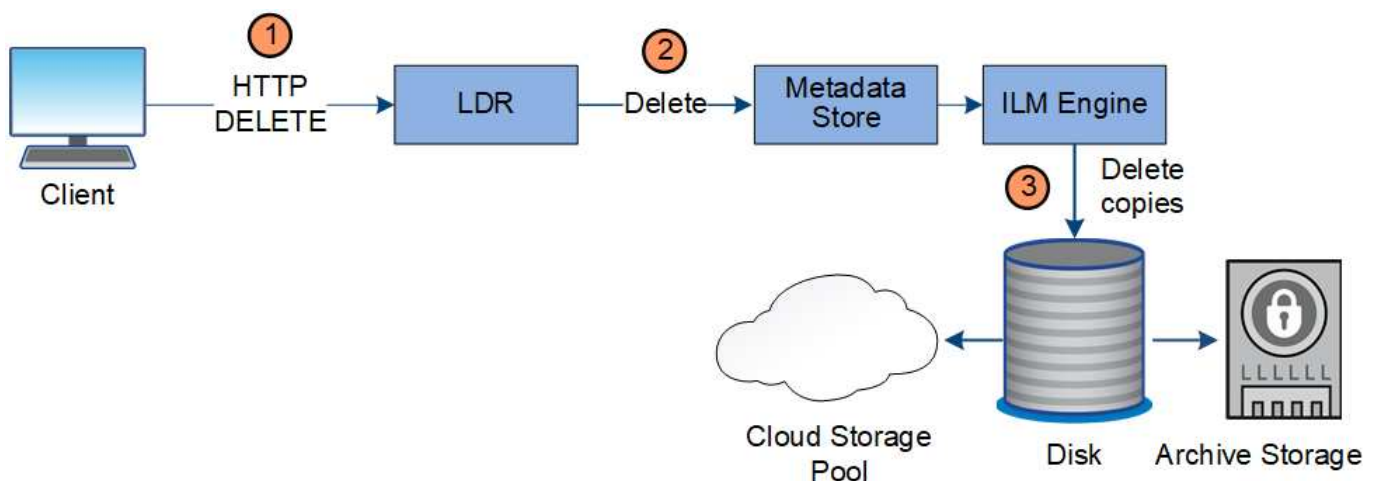 1
HTTP
DELETE
Client
LDR
2
Delete
Metadata
Store
ILM Engine
3
Delete
copies
Cloud Storage
Pool
Disk
LLLLLL
Archive Storage